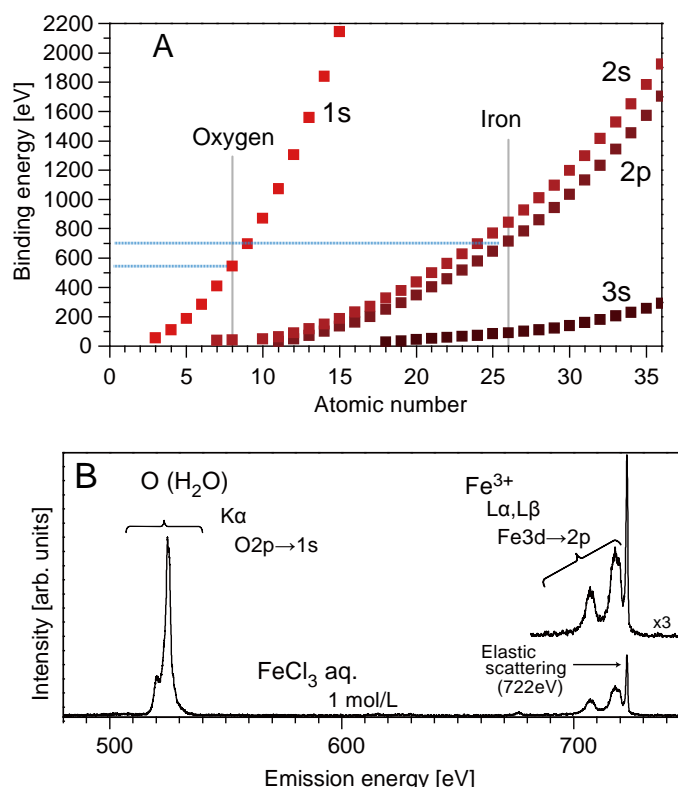 A
2200
2000
1800
1600
1400
1200
1000
800
600
400
200
0
Binding energy [eV]
1s
2s
2p
3s
Oxygen
Iron
0 5 10 15 20 25 30 35
Atomic number
B
O (H₂O)
Kα
O2p→1s
Fe³⁺
Lα,Lβ
Fe3d→2p
x3
Elastic
scattering
(722eV)
FeCl₃ aq.
1 mol/L
Intensity [arb. units]
500 600 700
Emission energy [eV]